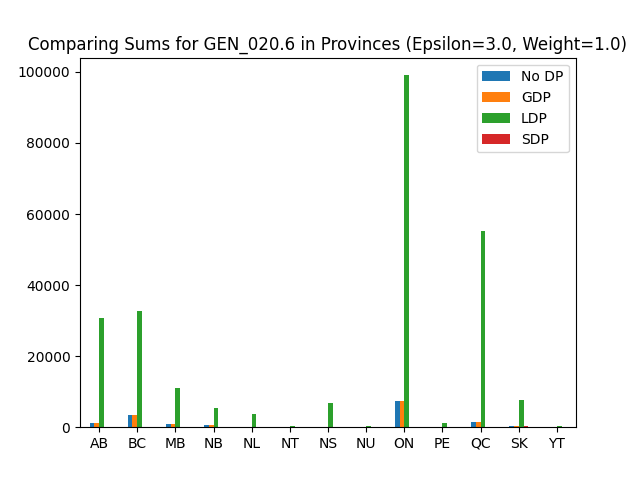 Comparing Sums for GEN_020.6 in Provinces (Epsilon=3.0, Weight=1.0)
100000
80000
60000
40000
20000
0
No DP
GDP
LDP
SDP
AB BC MB NB NL NT NS NU ON PE QC SK YT